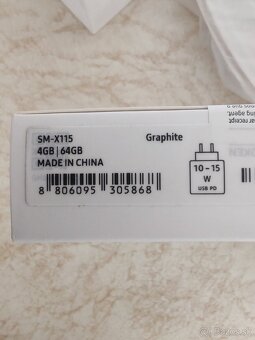 SM-X115
Graphite
4GB | 64GB
MADE IN CHINA
8 806095 305868
10 – 15
W
USB PD